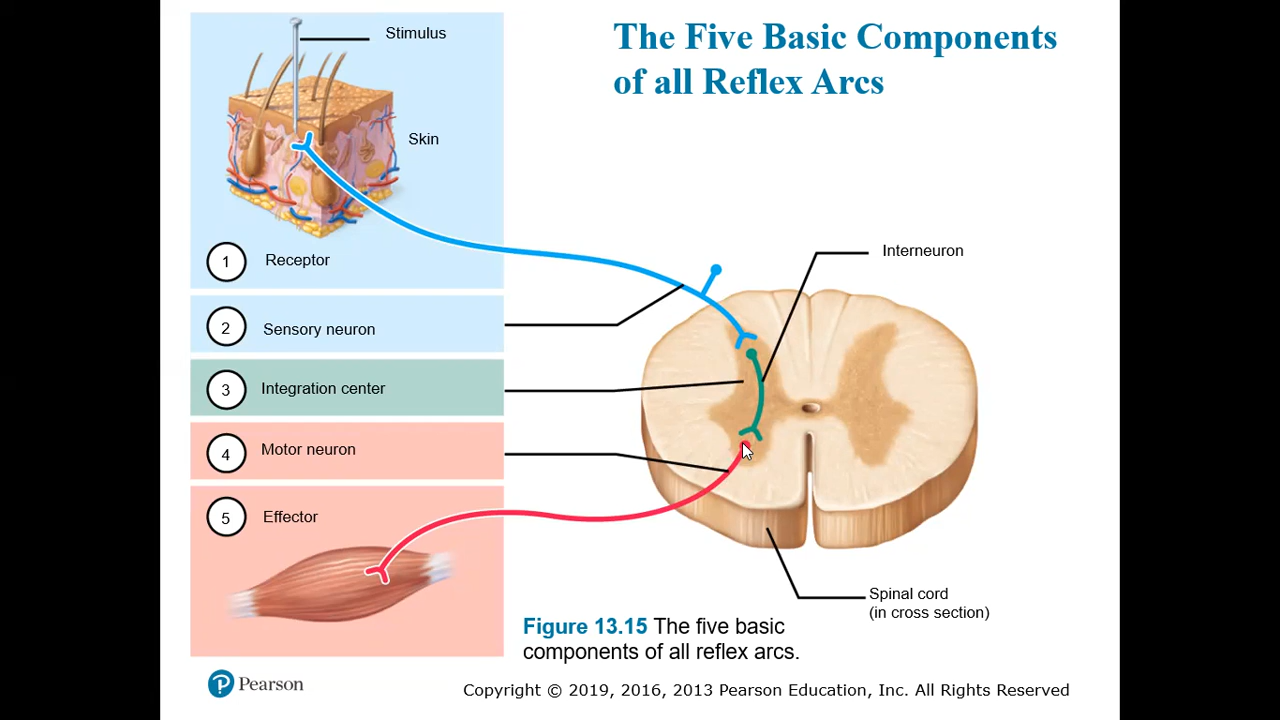 The Five Basic Components
of all Reflex Arcs
Stimulus
Skin
1 Receptor
2 Sensory neuron
3 Integration center
4 Motor neuron
5 Effector
Interneuron
Spinal cord
(in cross section)
Figure 13.15 The five basic
components of all reflex arcs.
Pearson
Copyright © 2019, 2016, 2013 Pearson Education, Inc. All Rights Reserved